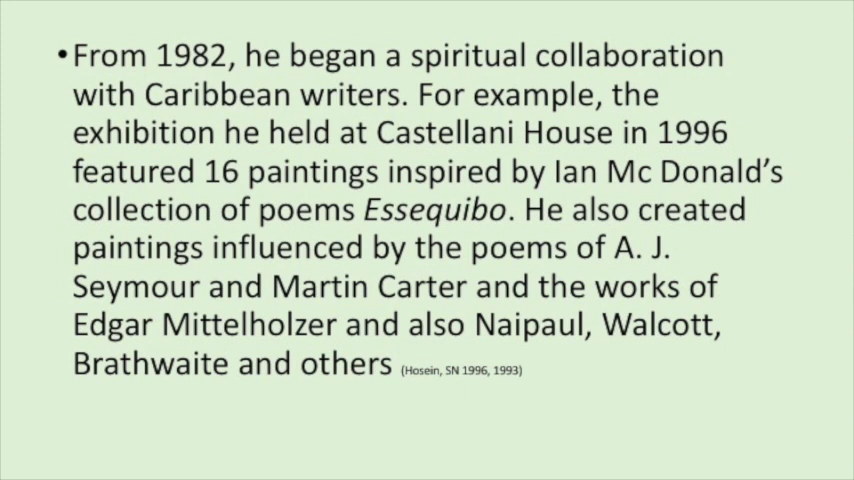 •From 1982, he began a spiritual collaboration
with Caribbean writers. For example, the
exhibition he held at Castellani House in 1996
featured 16 paintings inspired by Ian Mc Donald’s
collection of poems Essequibo. He also created
paintings influenced by the poems of A. J.
Seymour and Martin Carter and the works of
Edgar Mittelholzer and also Naipaul, Walcott,
Brathwaite and others (Hosein, SN 1996, 1993)